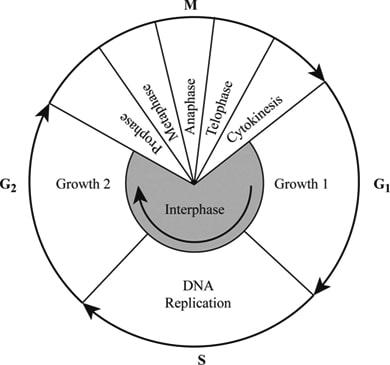 M
Prophase
Metaphase
Anaphase
Telophase
Cytokinesis
G2
Growth 2
Interphase
Growth 1
G1
DNA
Replication
S